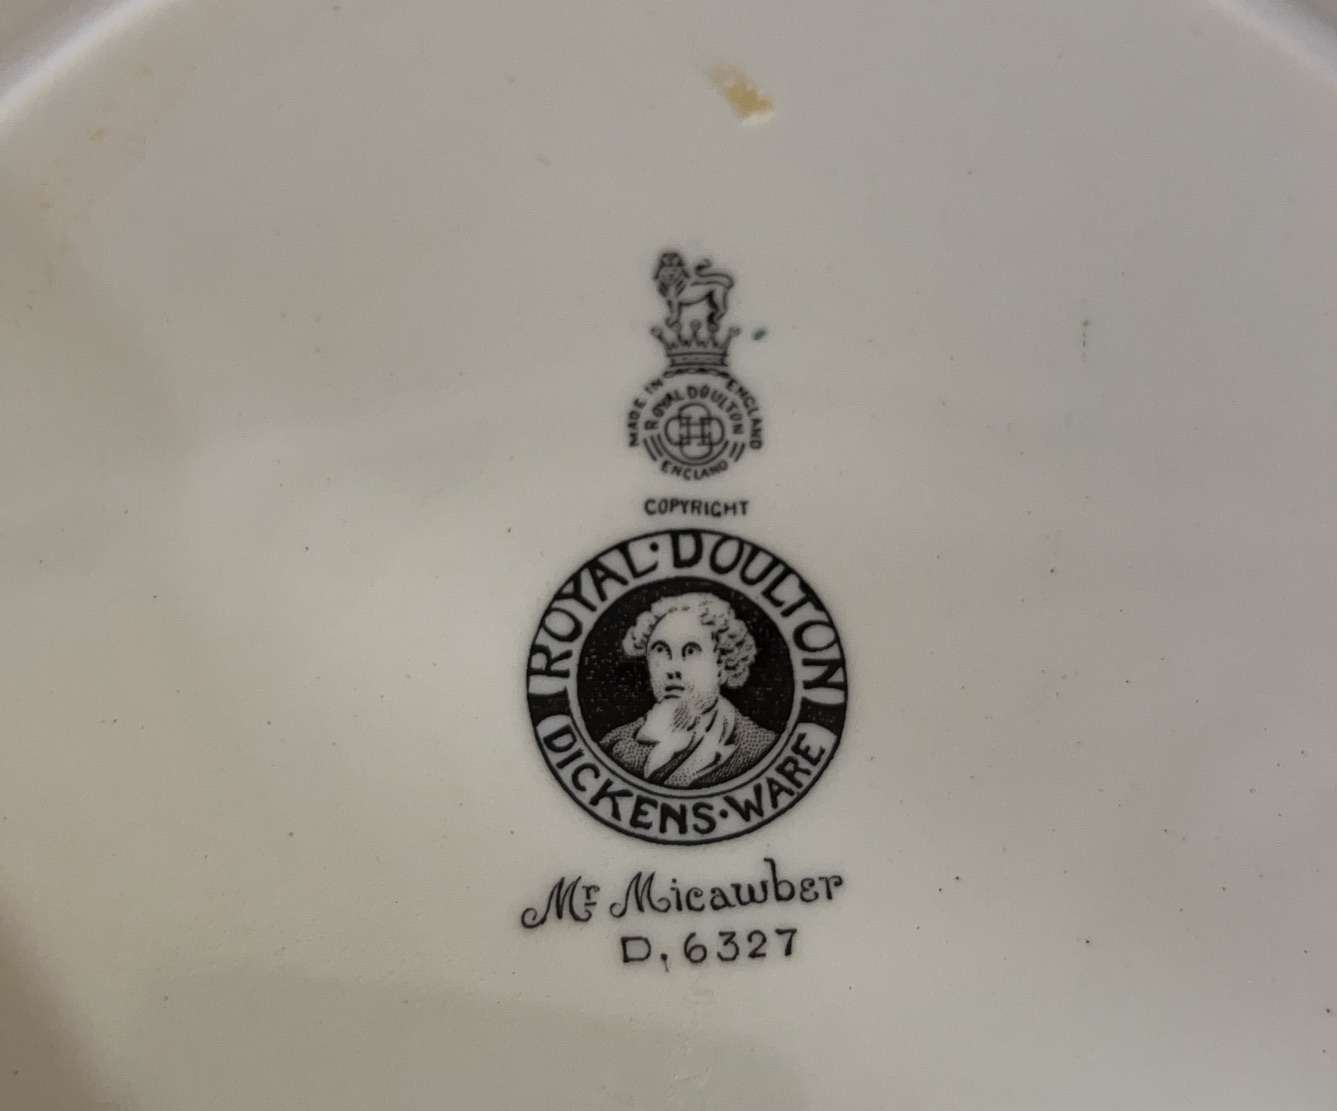 MADE IN ENGLAND
ROYAL DOULTON
ENGLAND
COPYRIGHT
ROYAL·DOULTON
DICKENS·WARE
Mr Micawber
D, 6327